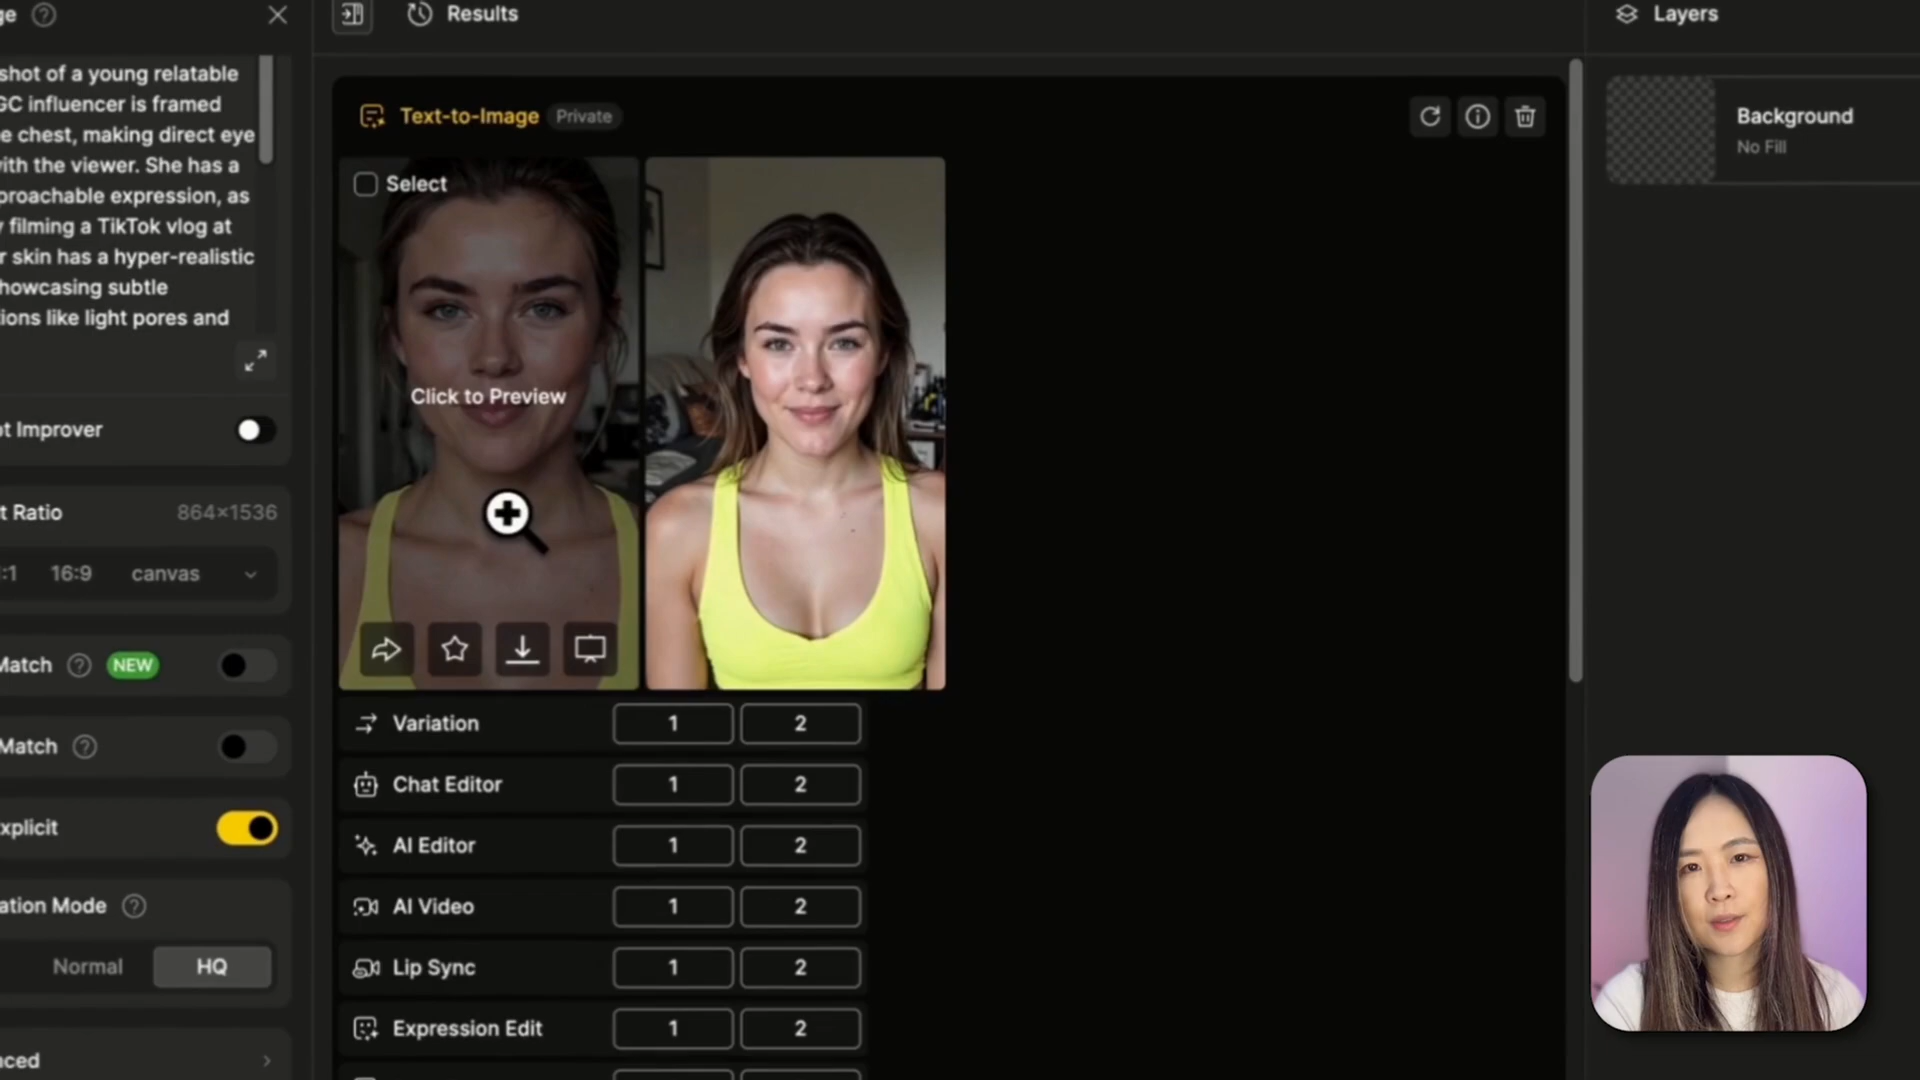 ge
Results
Layers
shot of a young relatable
GC influencer is framed
e chest, making direct eye
with the viewer. She has a
proachable expression, as
y filming a TikTok vlog at
r skin has a hyper-realistic
howcasing subtle
ions like light pores and
Text-to-Image
Private
Background
No Fill
Select
Click to Preview
ot Improver
t Ratio
864×1536
:1
16:9
canvas
Match
NEW
Match
xplicit
ation Mode
Normal
HQ
nced
Variation
1
2
Chat Editor
1
2
AI Editor
1
2
AI Video
1
2
Lip Sync
1
2
Expression Edit
1
2